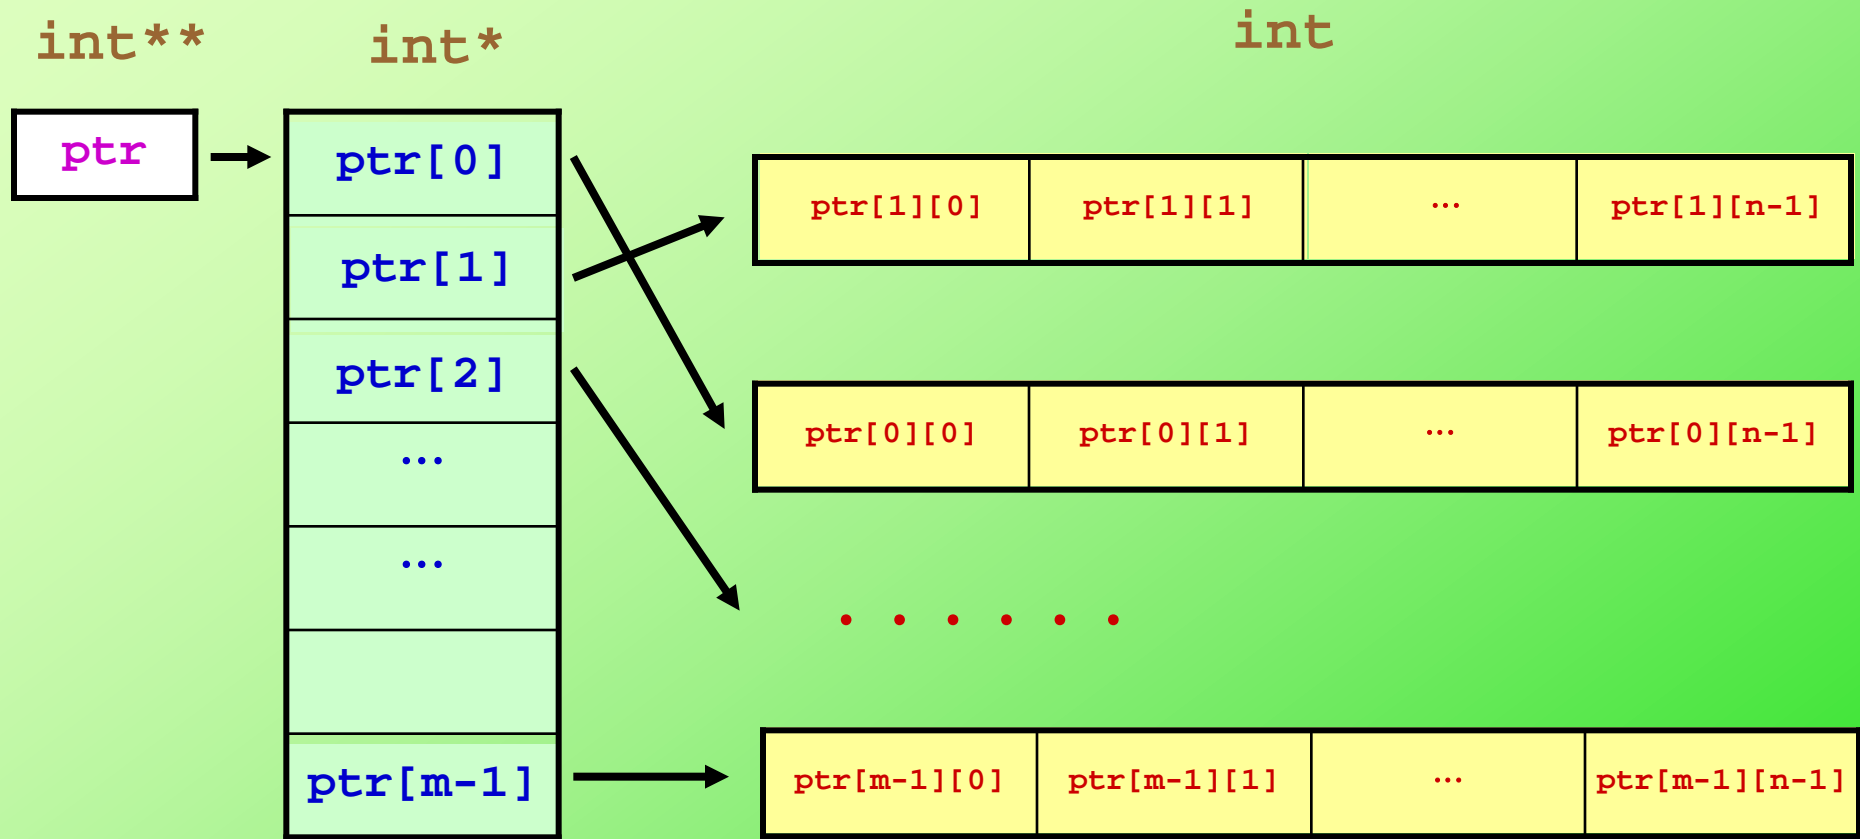 int** int* int
ptr
ptr[0]
ptr[1]
ptr[2]
...
...
ptr[m-1]
ptr[1][0] ptr[1][1] ... ptr[1][n-1]
ptr[0][0] ptr[0][1] ... ptr[0][n-1]
. . . . . .
ptr[m-1][0] ptr[m-1][1] ... ptr[m-1][n-1]